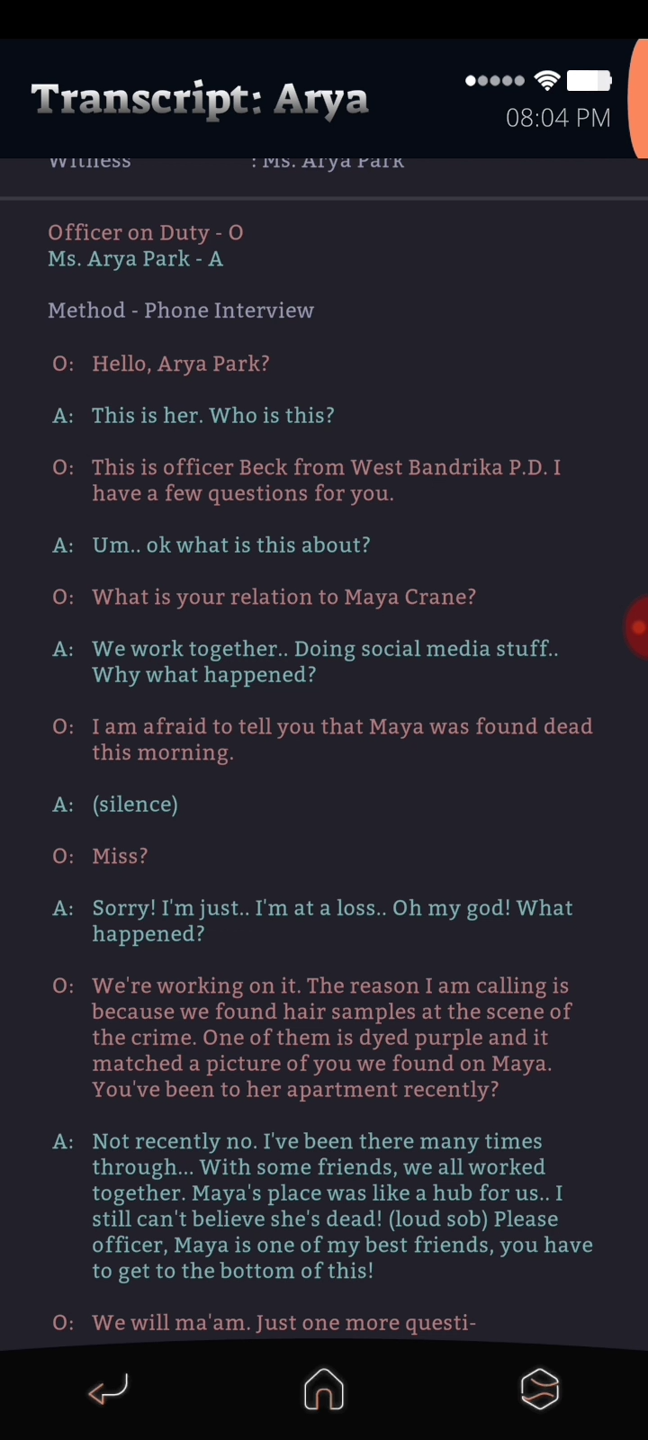 Transcript: Arya
08:04 PM
Witness : Ms. Arya Park
Officer on Duty - O
Ms. Arya Park - A
Method - Phone Interview
O: Hello, Arya Park?
A: This is her. Who is this?
O: This is officer Beck from West Bandrika P.D. I
have a few questions for you.
A: Um.. ok what is this about?
O: What is your relation to Maya Crane?
A: We work together.. Doing social media stuff..
Why what happened?
O: I am afraid to tell you that Maya was found dead
this morning.
A: (silence)
O: Miss?
A: Sorry! I'm just.. I'm at a loss.. Oh my god! What
happened?
O: We're working on it. The reason I am calling is
because we found hair samples at the scene of
the crime. One of them is dyed purple and it
matched a picture of you we found on Maya.
You've been to her apartment recently?
A: Not recently no. I've been there many times
through... With some friends, we all worked
together. Maya's place was like a hub for us.. I
still can't believe she's dead! (loud sob) Please
officer, Maya is one of my best friends, you have
to get to the bottom of this!
O: We will ma'am. Just one more questi-